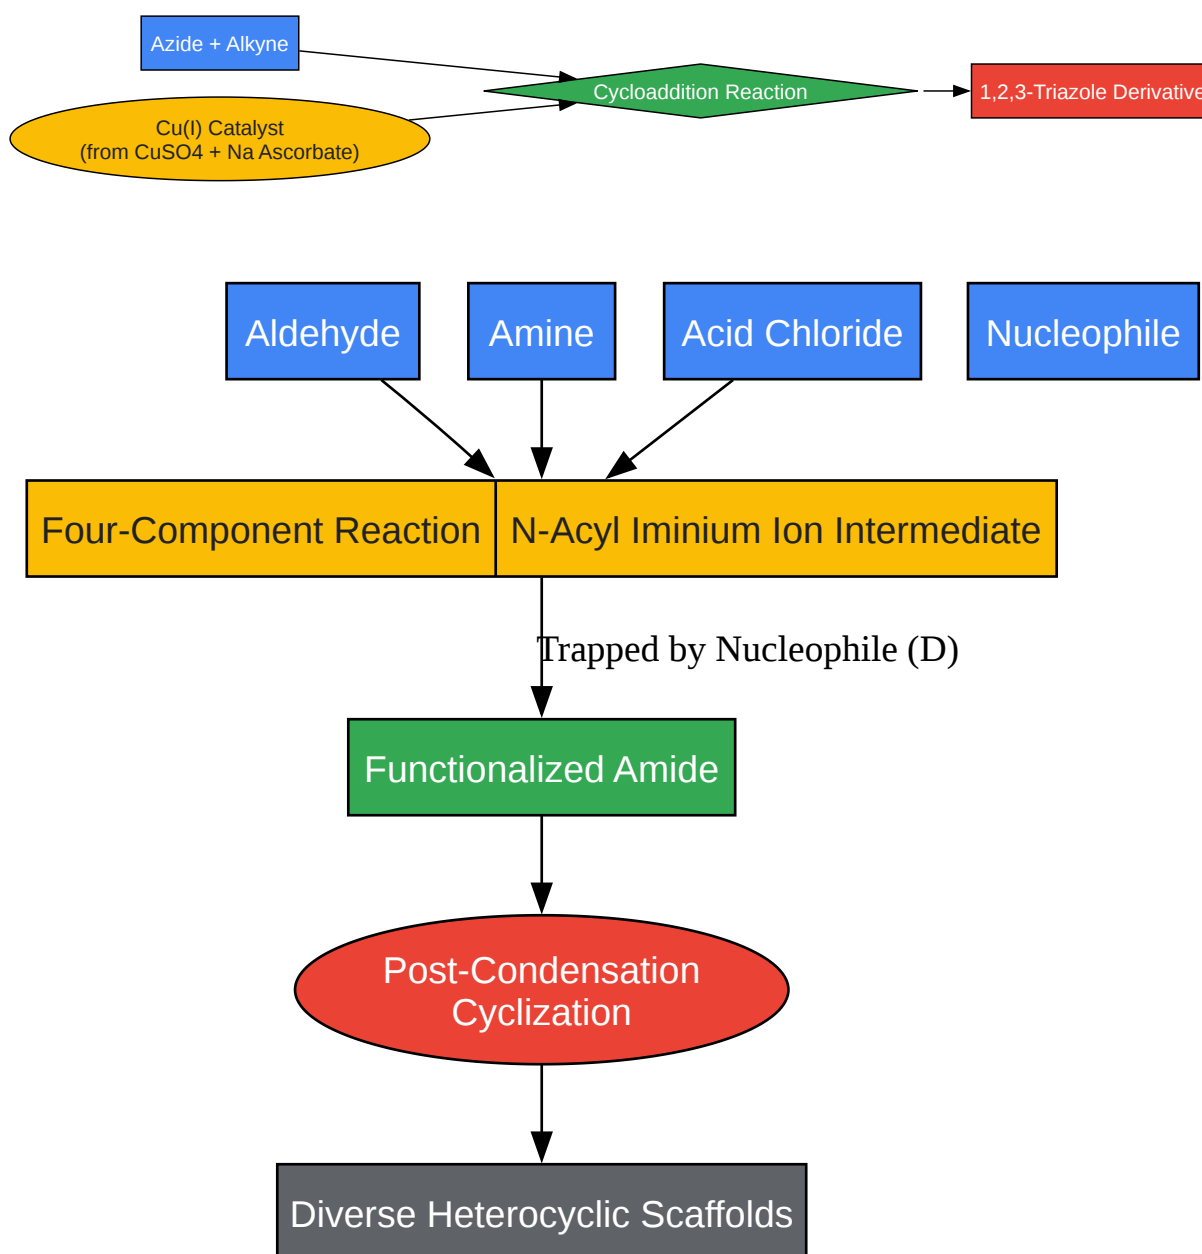 Azide + Alkyne
Cu(I) Catalyst
(from CuSO4 + Na Ascorbate)
Cycloaddition Reaction
1,2,3-Triazole Derivative
Aldehyde
Amine
Acid Chloride
Nucleophile
Four-Component Reaction
N-Acyl Iminium Ion Intermediate
Trapped by Nucleophile (D)
Functionalized Amide
Post-Condensation
Cyclization
Diverse Heterocyclic Scaffolds